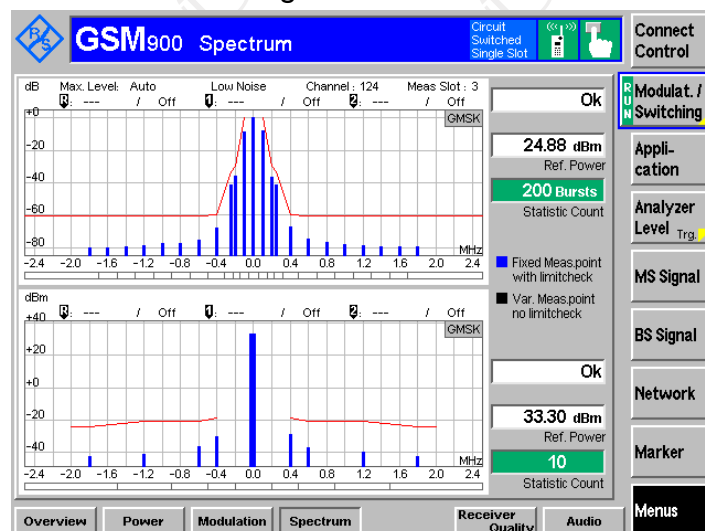 R&S
GSM900 Spectrum
Circuit
Switched
Single Slot
Connect
Control
dB Max. Level: Auto Low Noise Channel : 124 Meas Slot : 3
R: --- / Off 1: --- / Off 2: --- / Off
GMSK
+0
-20
-40
-60
-80
MHz
-2.4 -2.0 -1.6 -1.2 -0.8 -0.4 0.0 0.4 0.8 1.2 1.6 2.0 2.4
Ok
24.88 dBm
Ref. Power
200 Bursts
Statistic Count
Fixed Meas.point
with limitcheck
Var. Meas.point
no limitcheck
dBm
R: --- / Off 1: --- / Off 2: --- / Off
GMSK
+40
+20
+0
-20
-40
MHz
-2.4 -2.0 -1.6 -1.2 -0.8 -0.4 0.0 0.4 0.8 1.2 1.6 2.0 2.4
Ok
33.30 dBm
Ref. Power
10
Statistic Count
RUN
Modulat. /
Switching
Appli-
cation
Analyzer
Level Trg.
MS Signal
BS Signal
Network
Marker
Menus
Overview Power Modulation Spectrum Receiver
Quality Audio